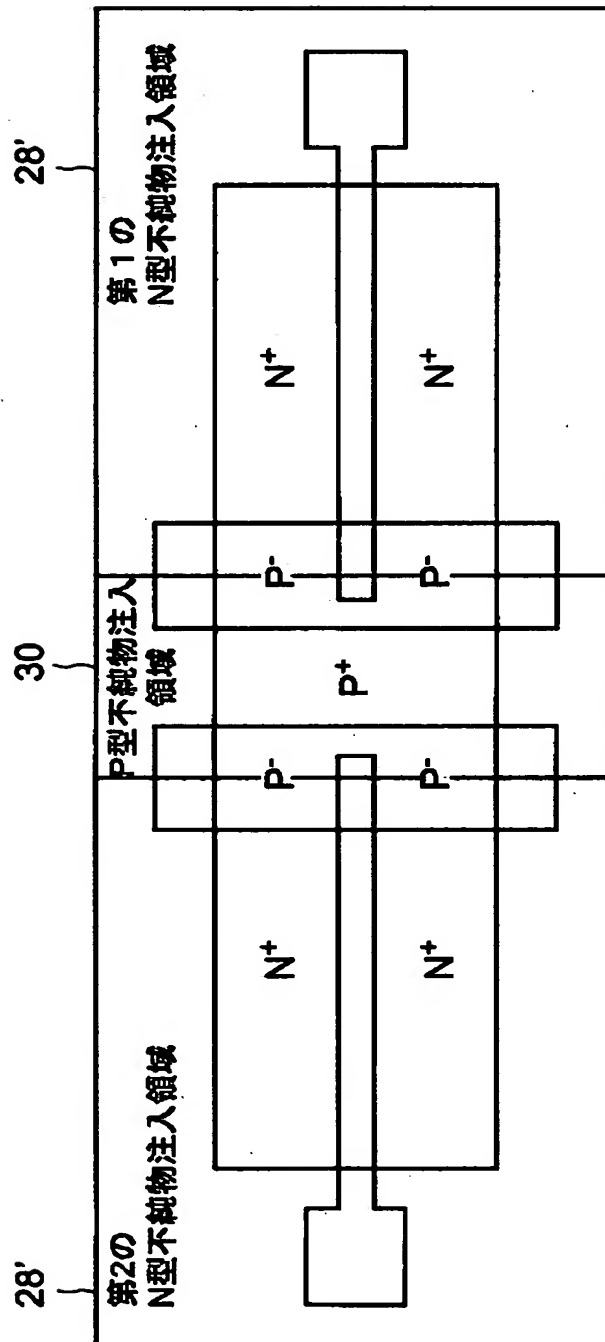 28'
30
28'
第2の
N型不純物注入領域
P型不純物注入
領域
第1の
N型不純物注入領域
N+
P-
P-
N+
P+
N+
P-
P-
N+